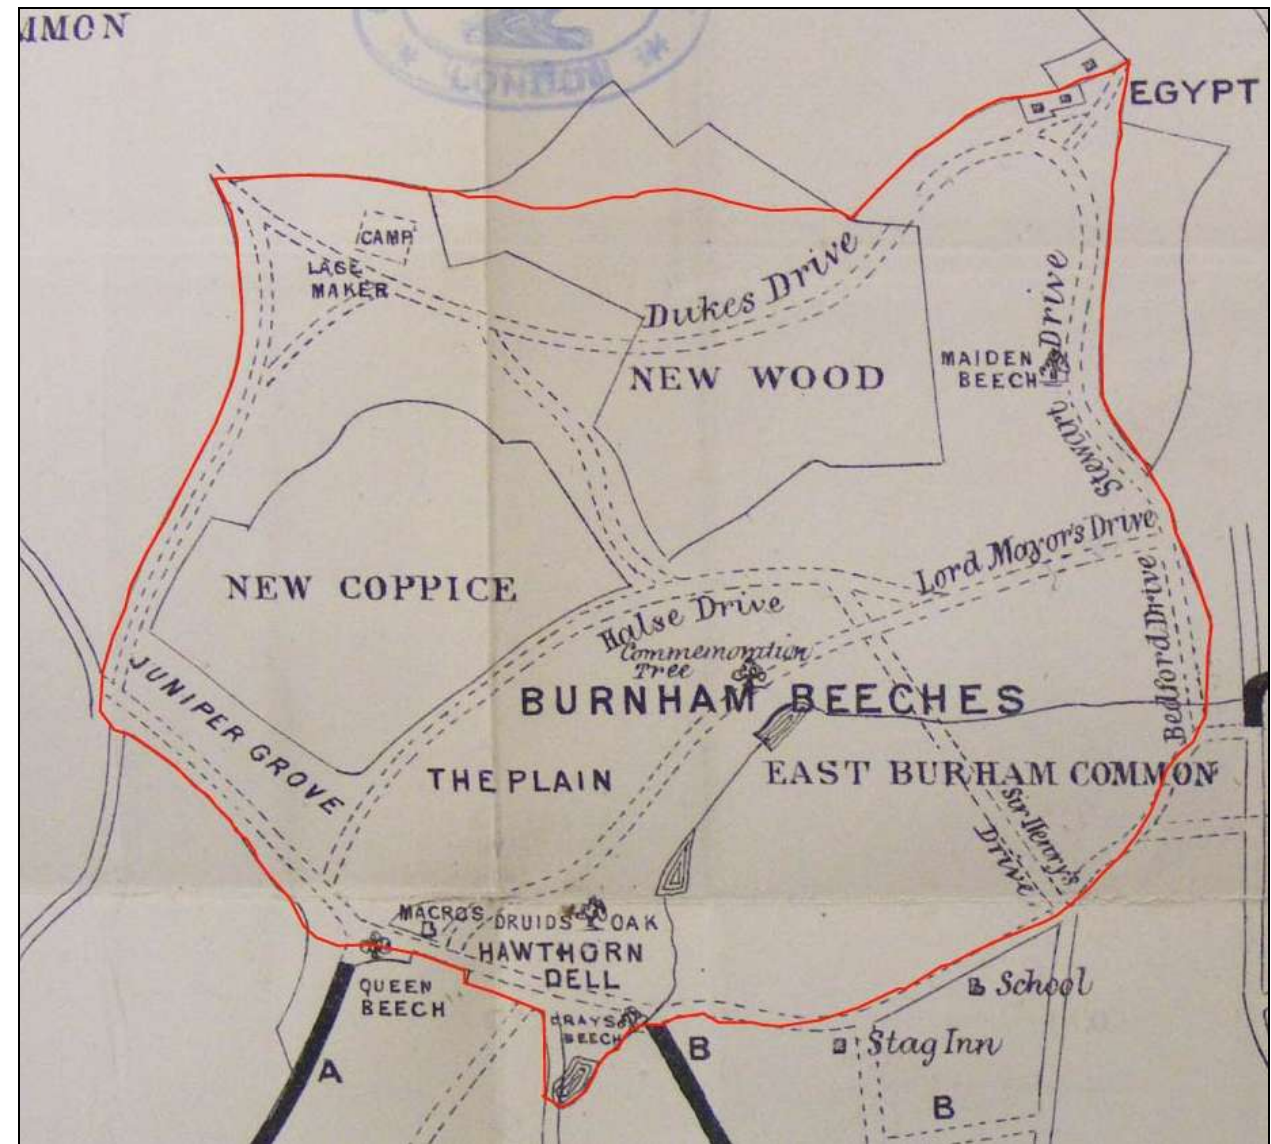 MMON
LONDON
EGYPT
CAMP
LACE
MAKER
Dukes Drive
Stewart Drive
NEW WOOD
MAIDEN
BEECH
Lord Mayor's Drive
NEW COPPICE
Halse Drive
Commemoration
Tree
Bedford Drive
JUNIPER GROVE
BURNHAM BEECHES
THE PLAIN
EAST BURHAM COMMON
Sir Henry's
Drive
MACROS
DRUIDS OAK
HAWTHORN
DELL
QUEEN
BEECH
GRAYS
BEECH
School
Stag Inn
A
B
B